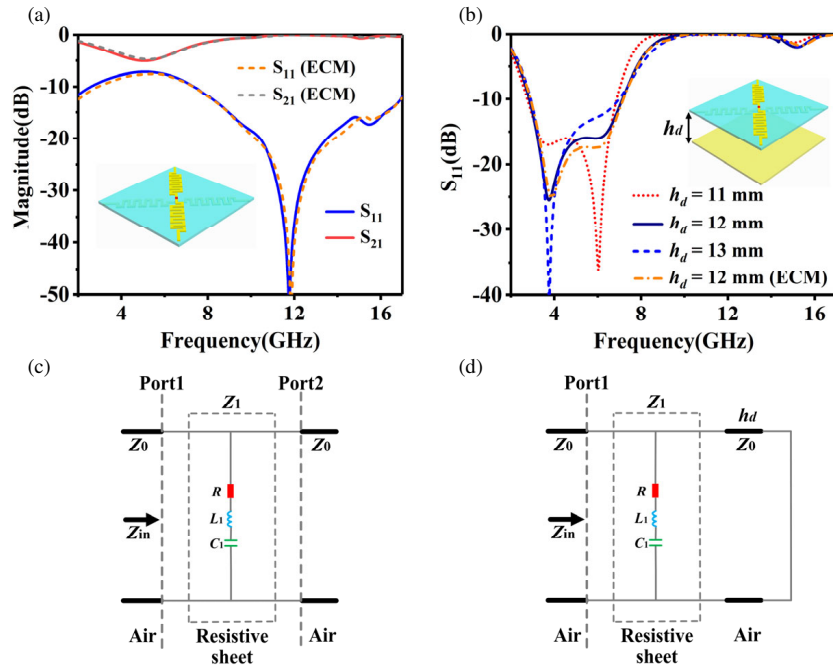 (a)
0
-10
-20
-30
-40
-50
Magnitude(dB)
S11 (ECM)
S21 (ECM)
S11
S21
4 8 12 16
Frequency(GHz)
(b)
0
-10
-20
-30
-40
S11(dB)
hd
hd = 11 mm
hd = 12 mm
hd = 13 mm
hd = 12 mm (ECM)
4 8 12 16
Frequency(GHz)
(c)
Port1 Port2
Z1
Z0 Z0
R
L1
C1
Zin
Air Resistive Air
sheet
(d)
Port1
Z1
hd
Z0 Z0
R
L1
C1
Zin
Air Resistive Air
sheet